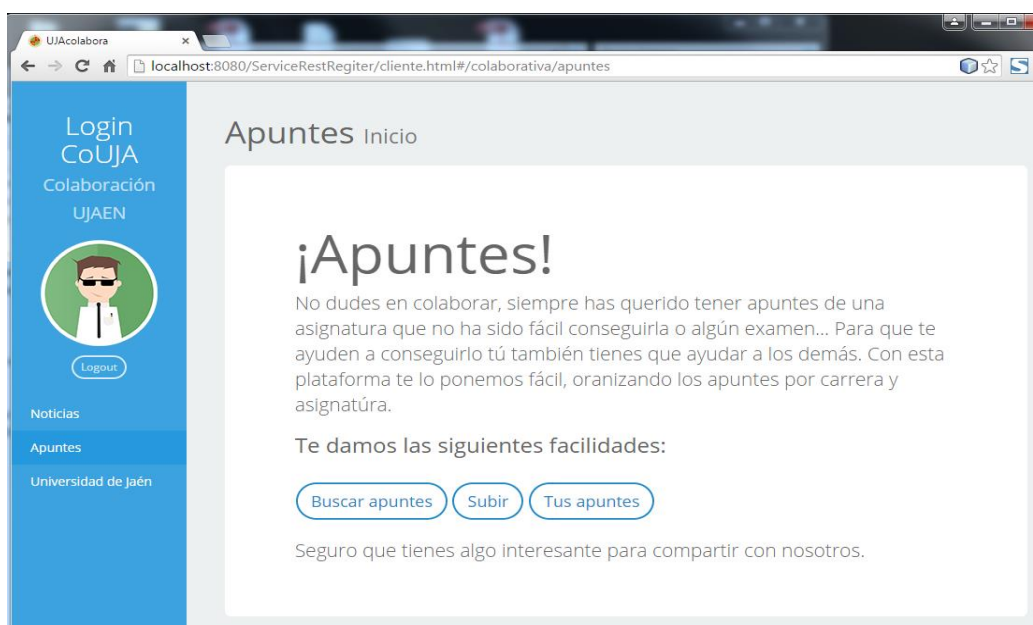 UJAcolabora
localhost:8080/ServiceRestRegiter/cliente.html#/colaborativa/apuntes
Login
CoUJA
Colaboración
UJAEN
Logout
Noticias
Apuntes
Universidad de Jaén
Apuntes Inicio
¡Apuntes!
No dudes en colaborar, siempre has querido tener apuntes de una
asignatura que no ha sido fácil conseguirla o algún examen... Para que te
ayuden a conseguirlo tú también tienes que ayudar a los demás. Con esta
plataforma te lo ponemos fácil, oranizando los apuntes por carrera y
asignatúra.
Te damos las siguientes facilidades:
Buscar apuntes Subir Tus apuntes
Seguro que tienes algo interesante para compartir con nosotros.